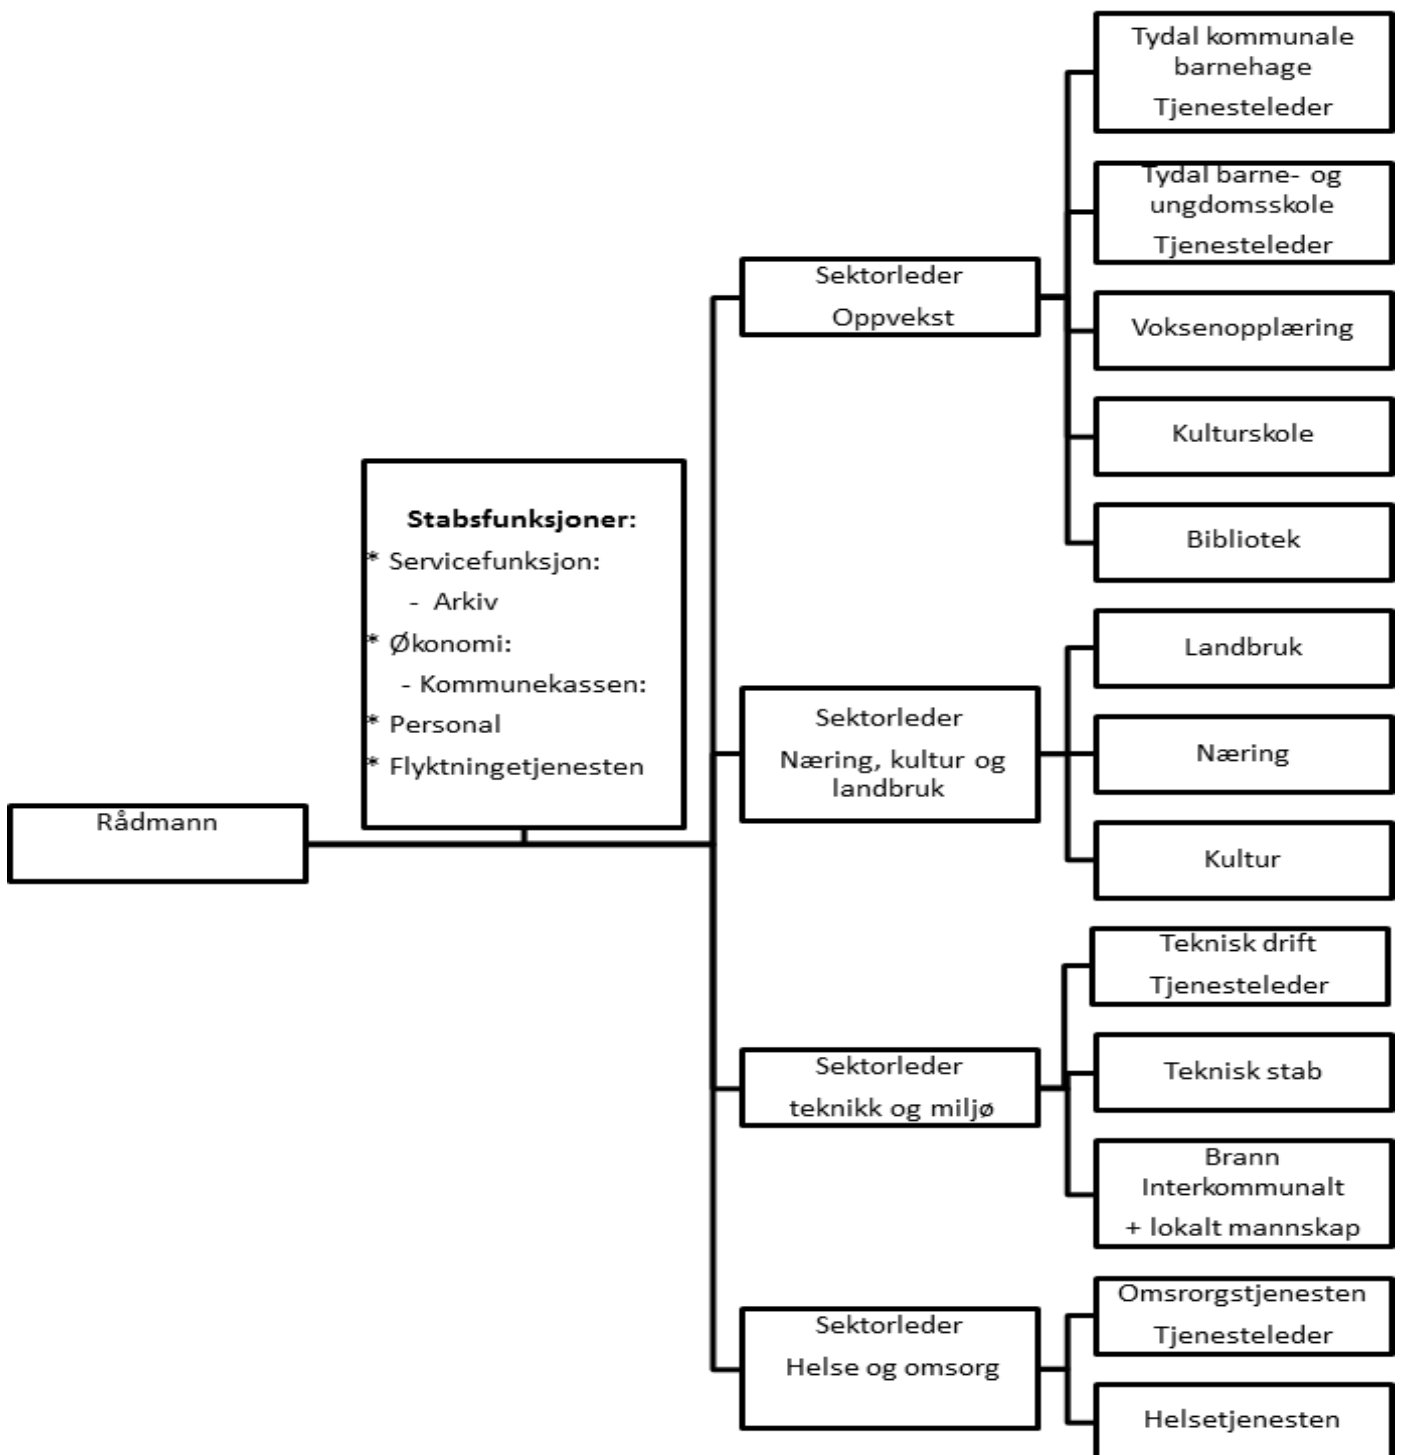 Rådmann
Stabsfunksjoner:
* Servicefunksjon:
- Arkiv
* Økonomi:
- Kommunekassen:
* Personal
* Flyktningetjenesten
Sektorleder
Oppvekst
Tydal kommunale
barnehage
Tjenesteleder
Tydal barne- og
ungdomsskole
Tjenesteleder
Voksenopplæring
Kulturskole
Bibliotek
Sektorleder
Næring, kultur og
landbruk
Landbruk
Næring
Kultur
Sektorleder
teknikk og miljø
Teknisk drift
Tjenesteleder
Teknisk stab
Brann
Interkommunalt
+ lokalt mannskap
Sektorleder
Helse og omsorg
Omsrorgstjenesten
Tjenesteleder
Helsetjenesten